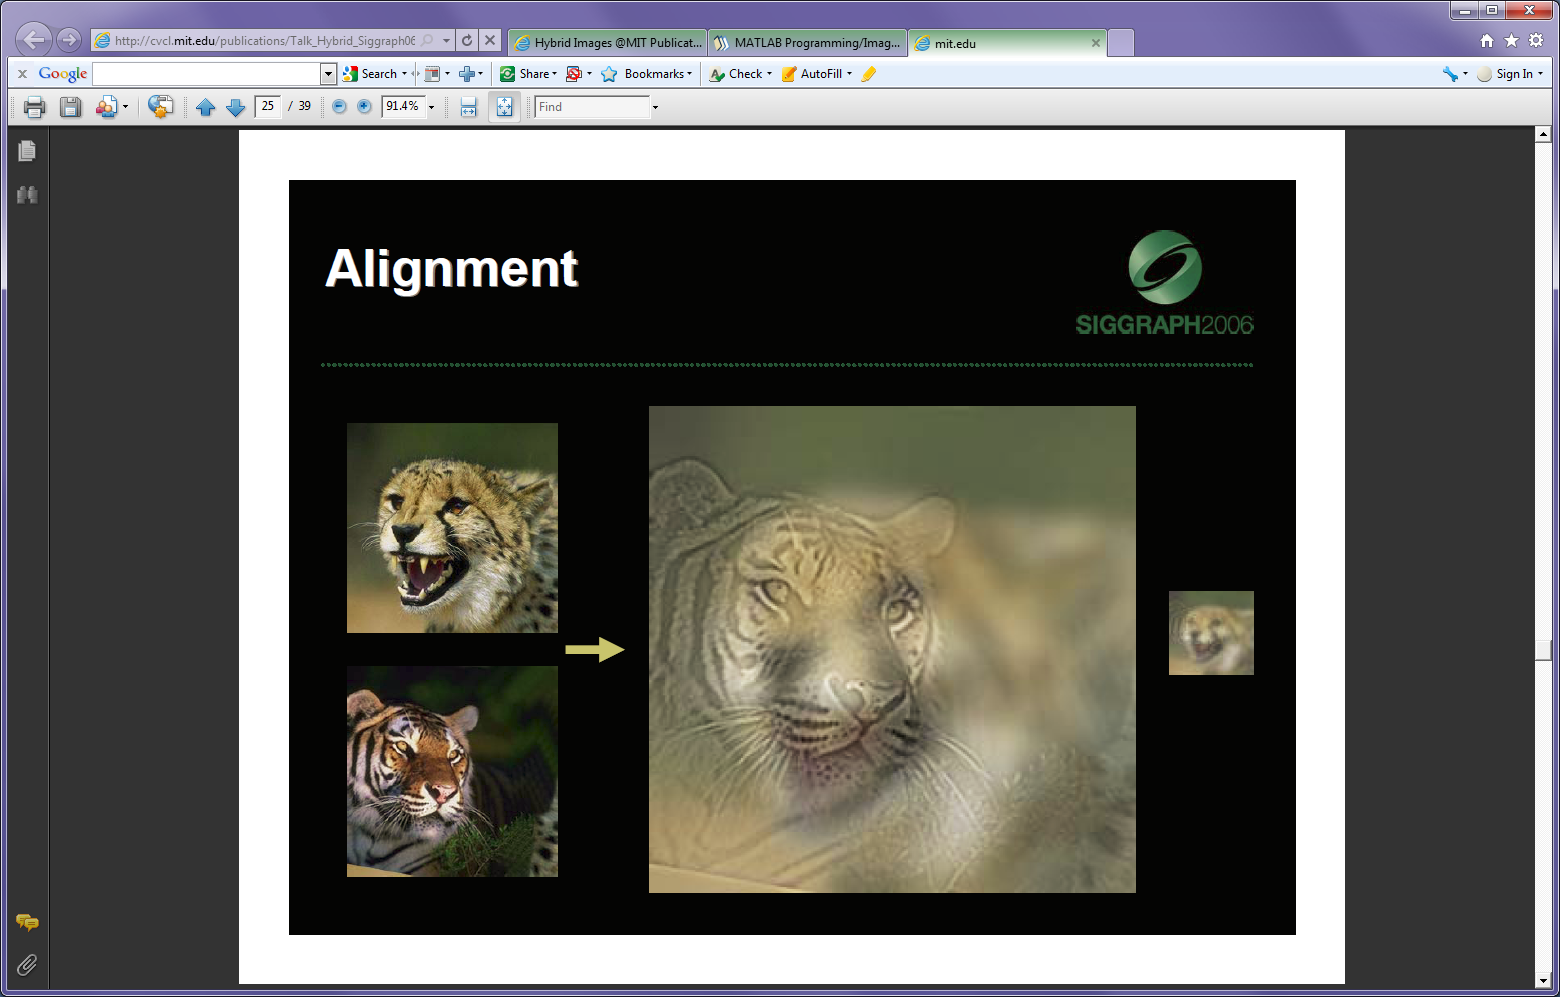 http://cvcl.mit.edu/publications/Talk_Hybrid_Siggraph06
Hybrid Images @MIT Publicat...
MATLAB Programming/Imag...
mit.edu
Google
Search
Share
Bookmarks
Check
AutoFill
Sign In
25 / 39
91.4%
Find
Alignment
SIGGRAPH2006